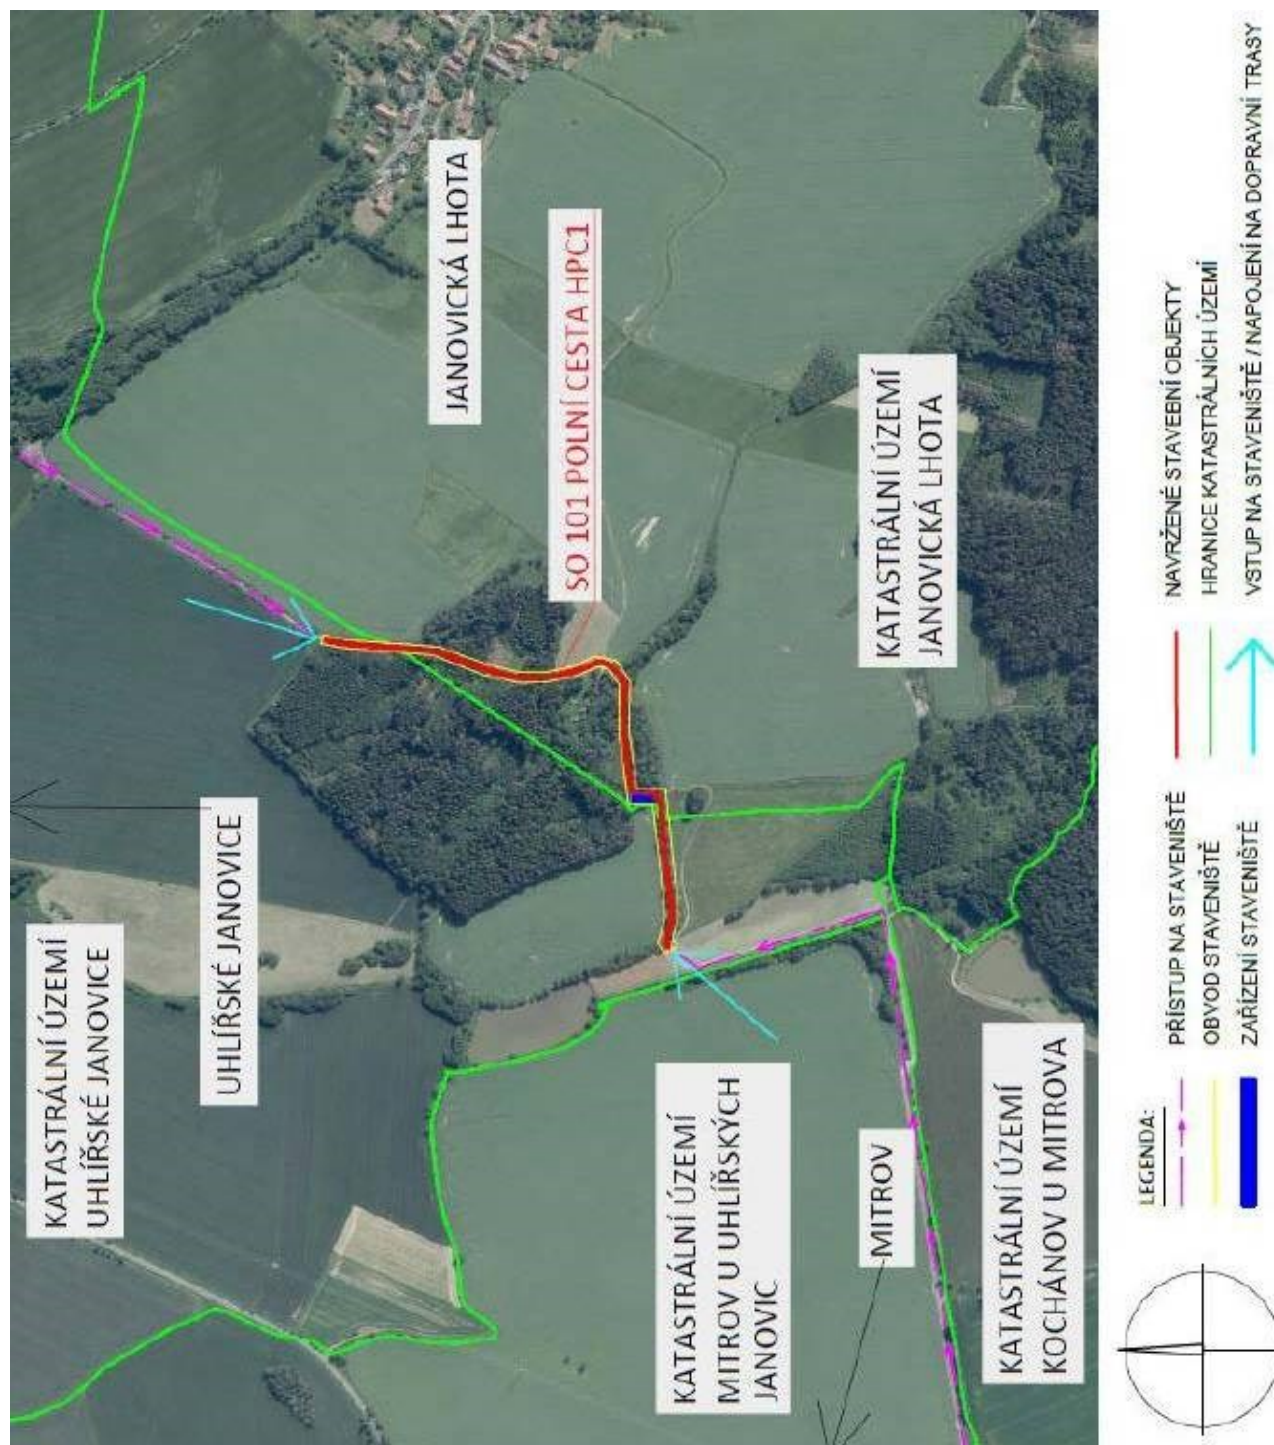 KATASTRÁLNÍ ÚZEMÍ
UHLÍŘSKÉ JANOVICE
UHLÍŘSKÉ JANOVICE
JANOVICKÁ LHOTA
SO 101 POLNÍ CESTA HPC1
KATASTRÁLNÍ ÚZEMÍ
MITROV U UHLÍŘSKÝCH
JANOVIC
KATASTRÁLNÍ ÚZEMÍ
JANOVICKÁ LHOTA
MITROV
KATASTRÁLNÍ ÚZEMÍ
KOCHÁNOV U MITROVA
LEGENDA:
PŘÍSTUP NA STAVENIŠTĚ
OBVOD STAVENIŠTĚ
ZAŘÍZENÍ STAVENIŠTĚ
NAVRŽENÉ STAVEBNÍ OBJEKTY
HRANICE KATASTRÁLNÍCH ÚZEMÍ
VSTUP NA STAVENIŠTĚ / NAPOJENÍ NA DOPRAVNÍ TRASY